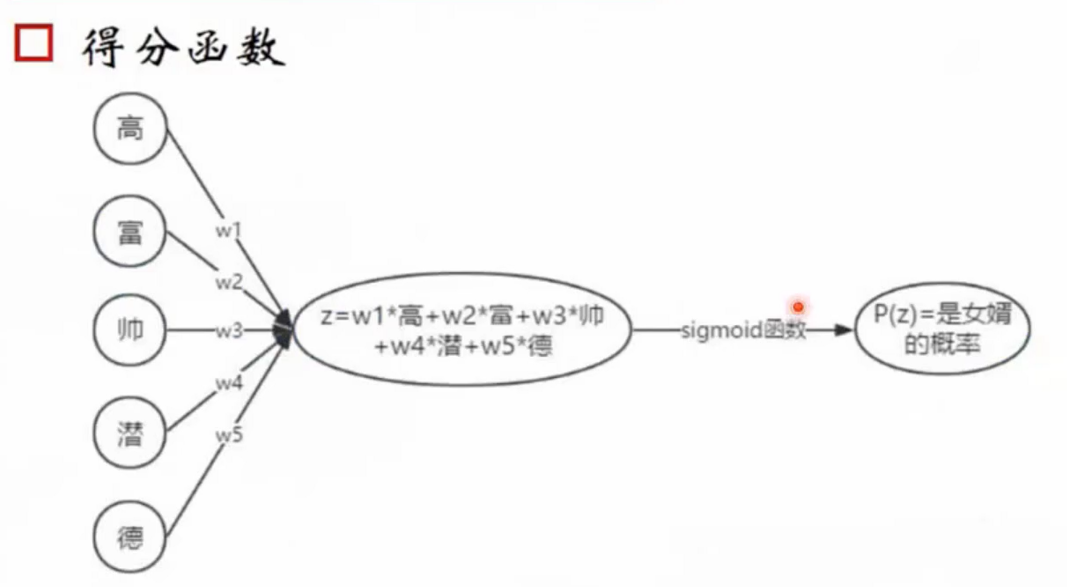 得分函数
高
富
帅
潜
德
w1
w2
w3
w4
w5
z=w1*高+w2*富+w3*帅
+w4*潜+w5*德
sigmoid函数
P(z)=是女婿
的概率